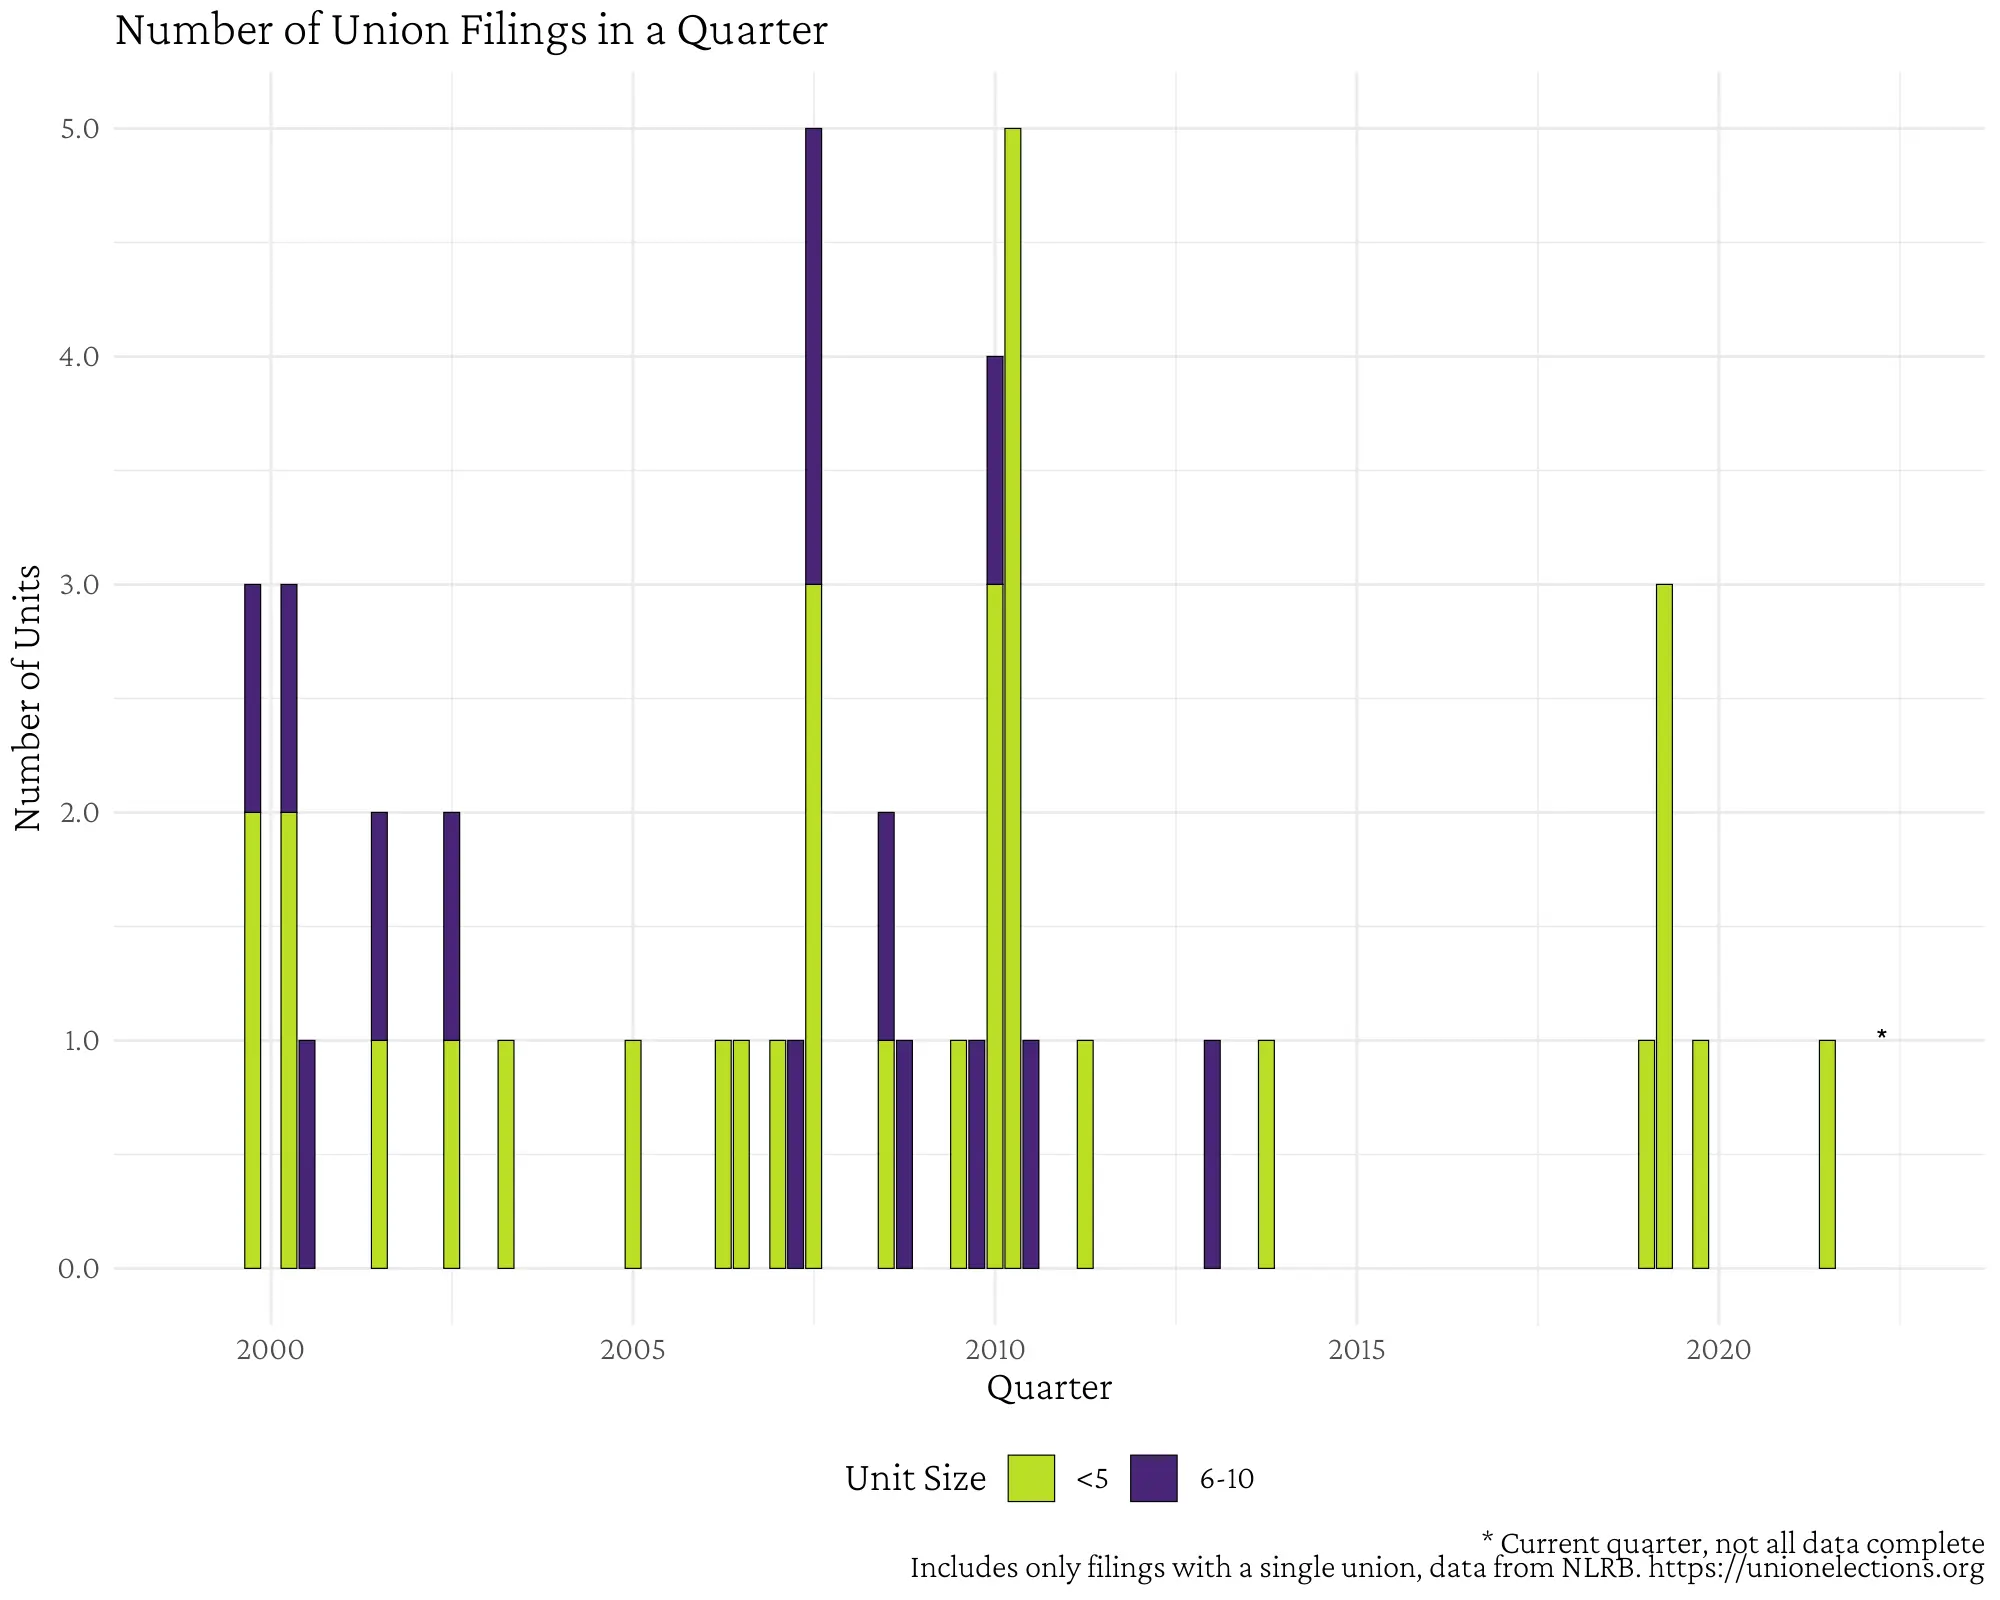 Number of Union Filings in a Quarter
5.0
4.0
3.0
2.0
1.0
0.0
Number of Units
*
2000 2005 2010 2015 2020
Quarter
Unit Size <5 6-10
* Current quarter, not all data complete
Includes only filings with a single union, data from NLRB. https://unionelections.org